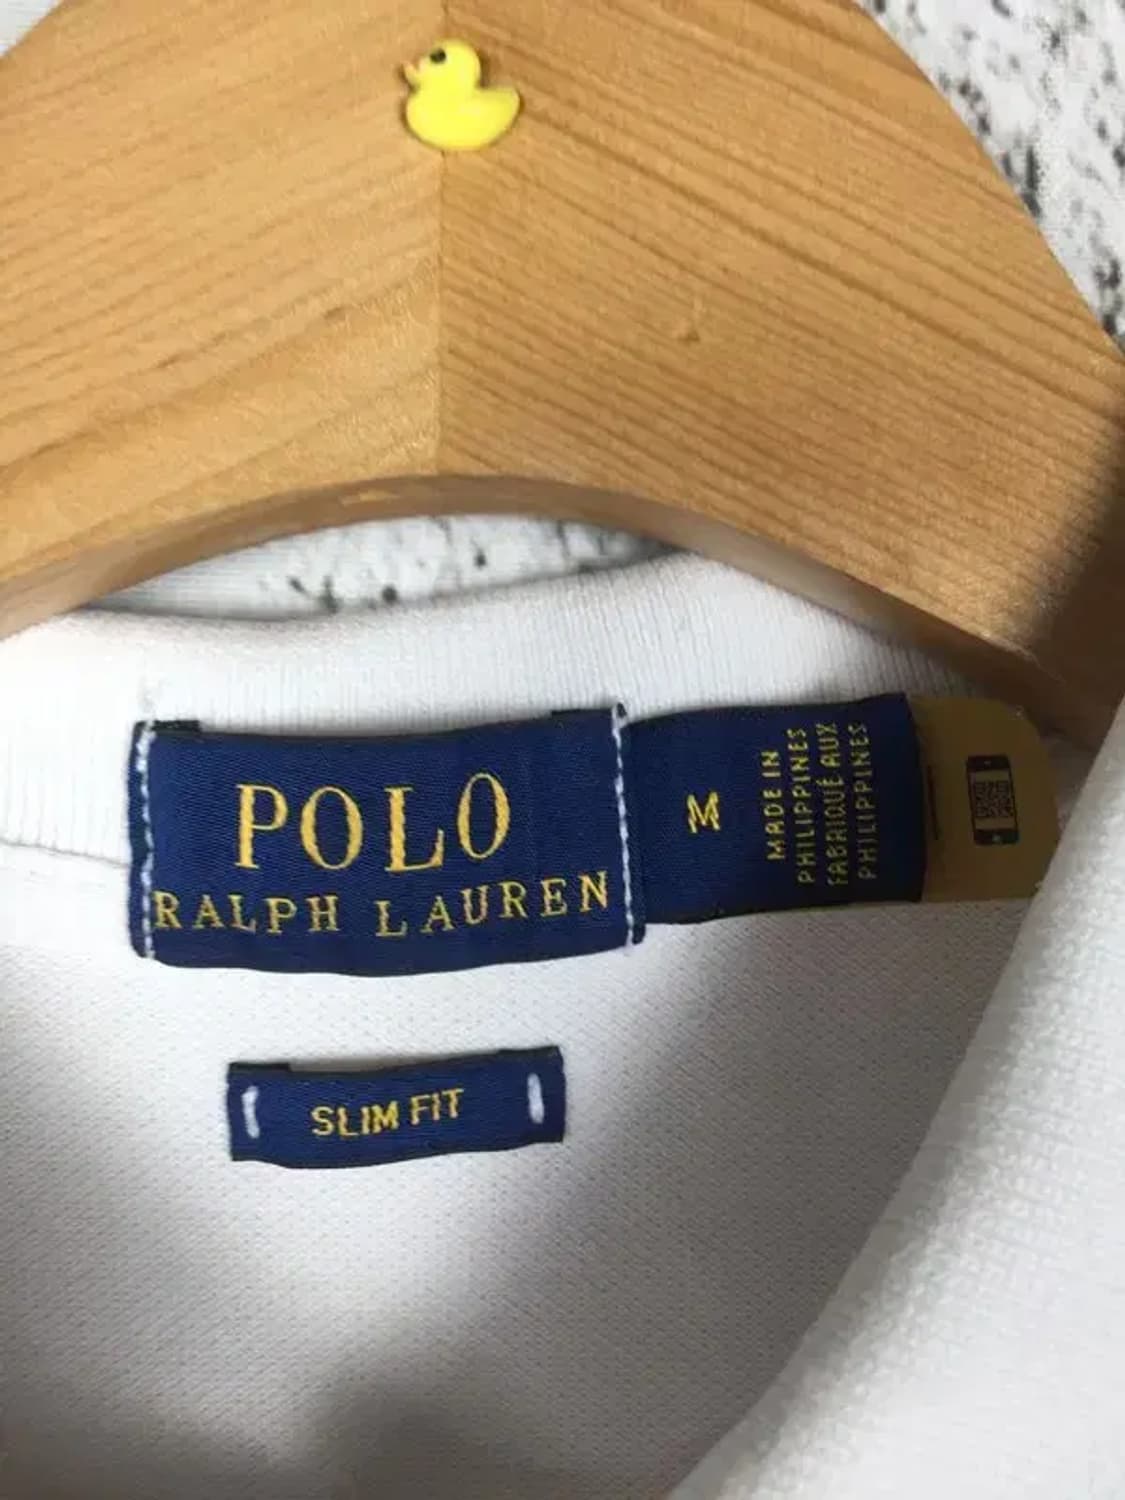 POLO
RALPH LAUREN
M
MADE IN
PHILIPPINES
FABRIQUÉ AUX
PHILIPPINES
SLIM FIT